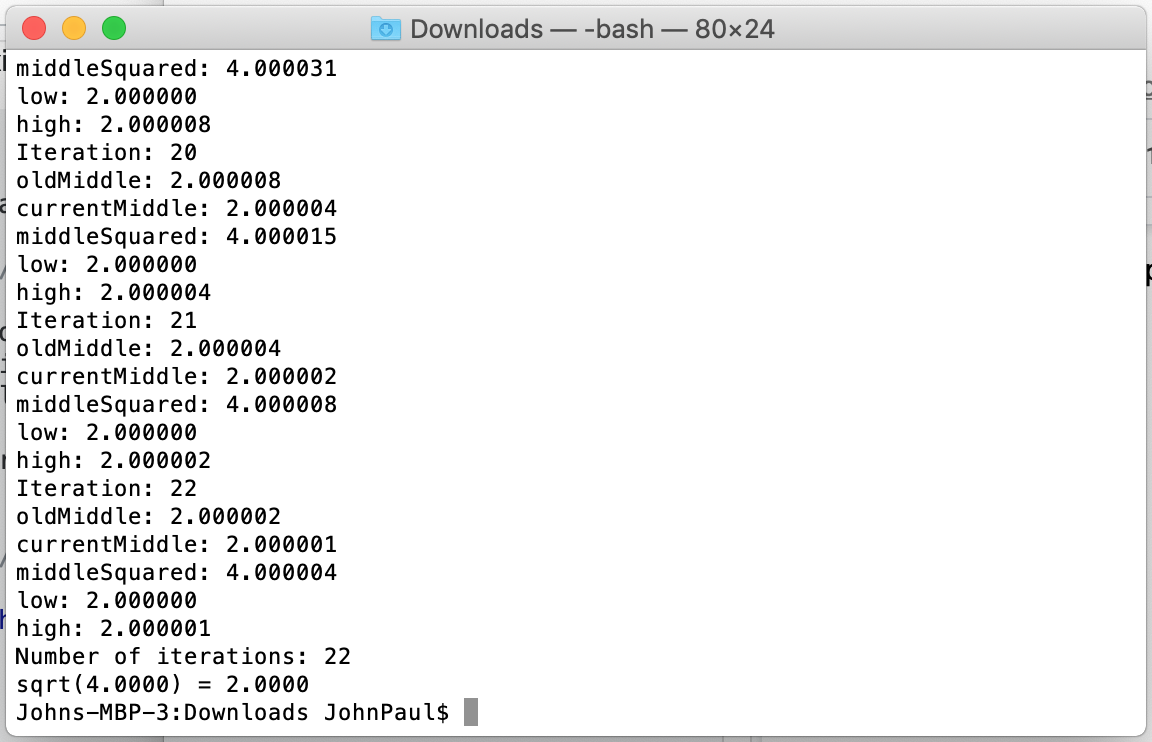 Downloads — -bash — 80×24
middleSquared: 4.000031
low: 2.000000
high: 2.000008
Iteration: 20
oldMiddle: 2.000008
currentMiddle: 2.000004
middleSquared: 4.000015
low: 2.000000
high: 2.000004
Iteration: 21
oldMiddle: 2.000004
currentMiddle: 2.000002
middleSquared: 4.000008
low: 2.000000
high: 2.000002
Iteration: 22
oldMiddle: 2.000002
currentMiddle: 2.000001
middleSquared: 4.000004
low: 2.000000
high: 2.000001
Number of iterations: 22
sqrt(4.0000) = 2.0000
Johns-MBP-3:Downloads JohnPaul$